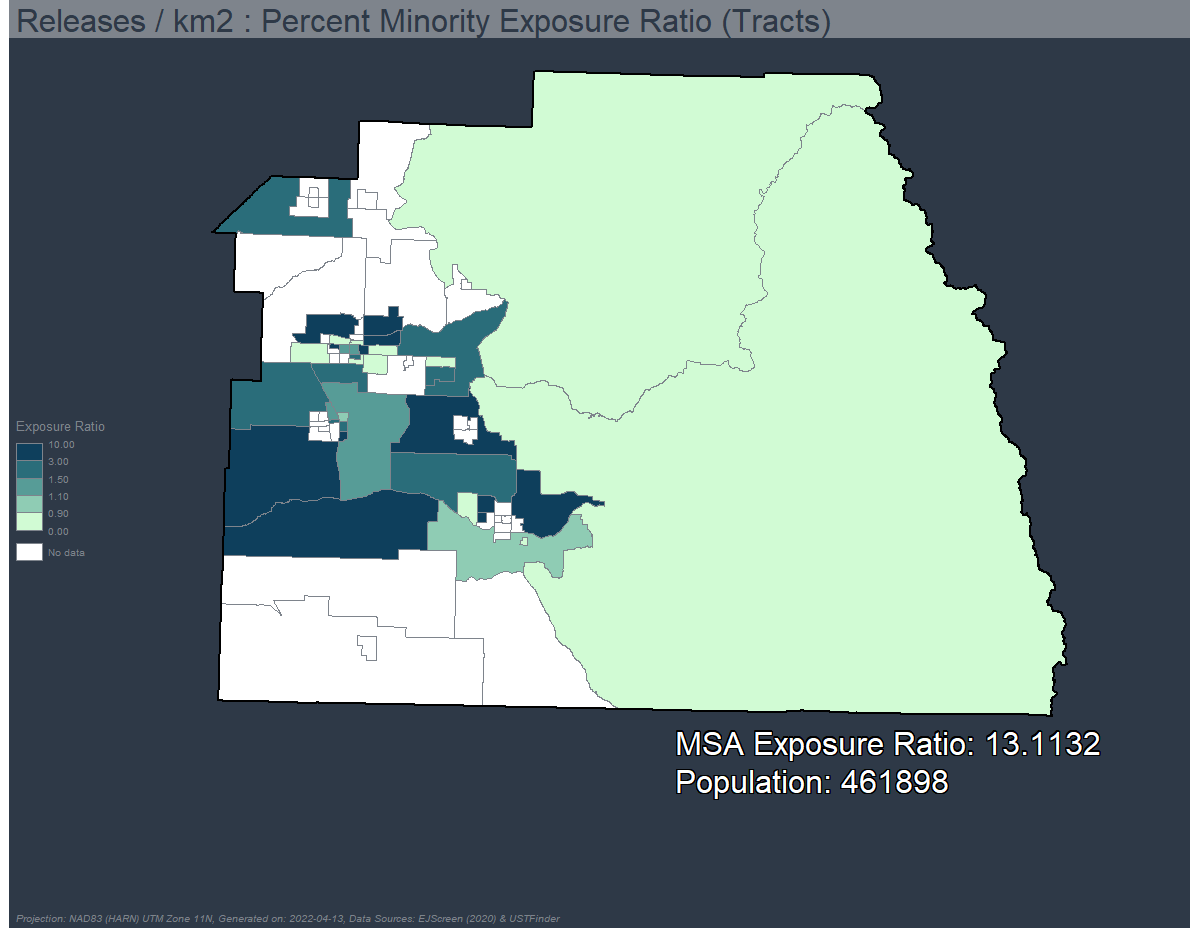 Releases / km2 : Percent Minority Exposure Ratio (Tracts)
Exposure Ratio
10.00
3.00
1.50
1.10
0.90
0.00
No data
MSA Exposure Ratio: 13.1132
Population: 461898
Projection: NAD83 (HARN) UTM Zone 11N, Generated on: 2022-04-13, Data Sources: EJScreen (2020) & USTFinder